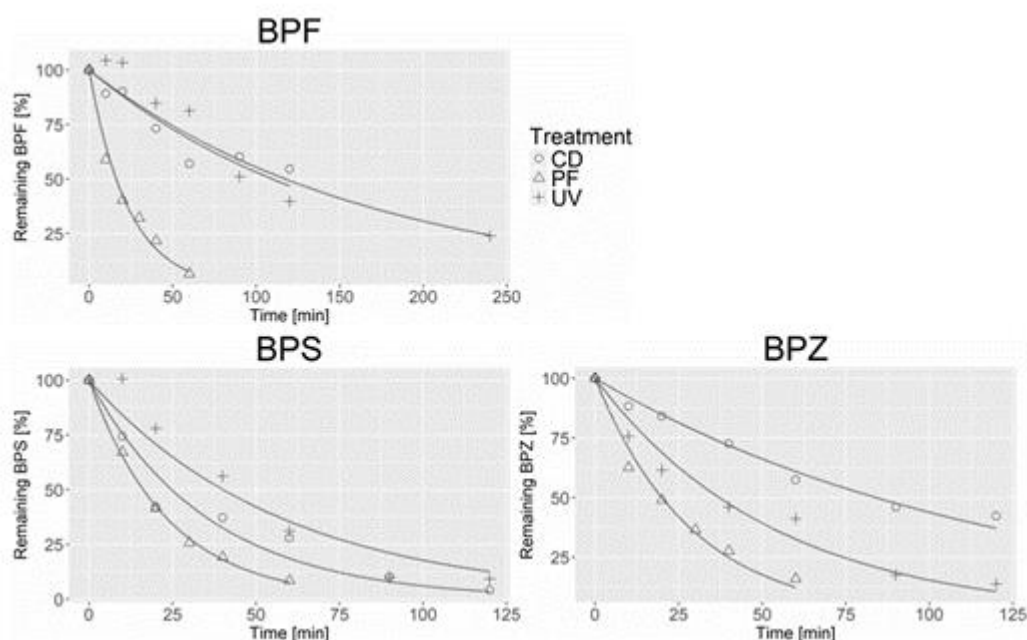 BPF
Remaining BPF [%]
100
75
50
25
0 50 100 150 200 250
Time [min]
Treatment
CD
PF
UV
BPS
Remaining BPS [%]
100
75
50
25
0
0 25 50 75 100 125
Time [min]
BPZ
Remaining BPZ [%]
100
75
50
25
0 25 50 75 100 125
Time [min]